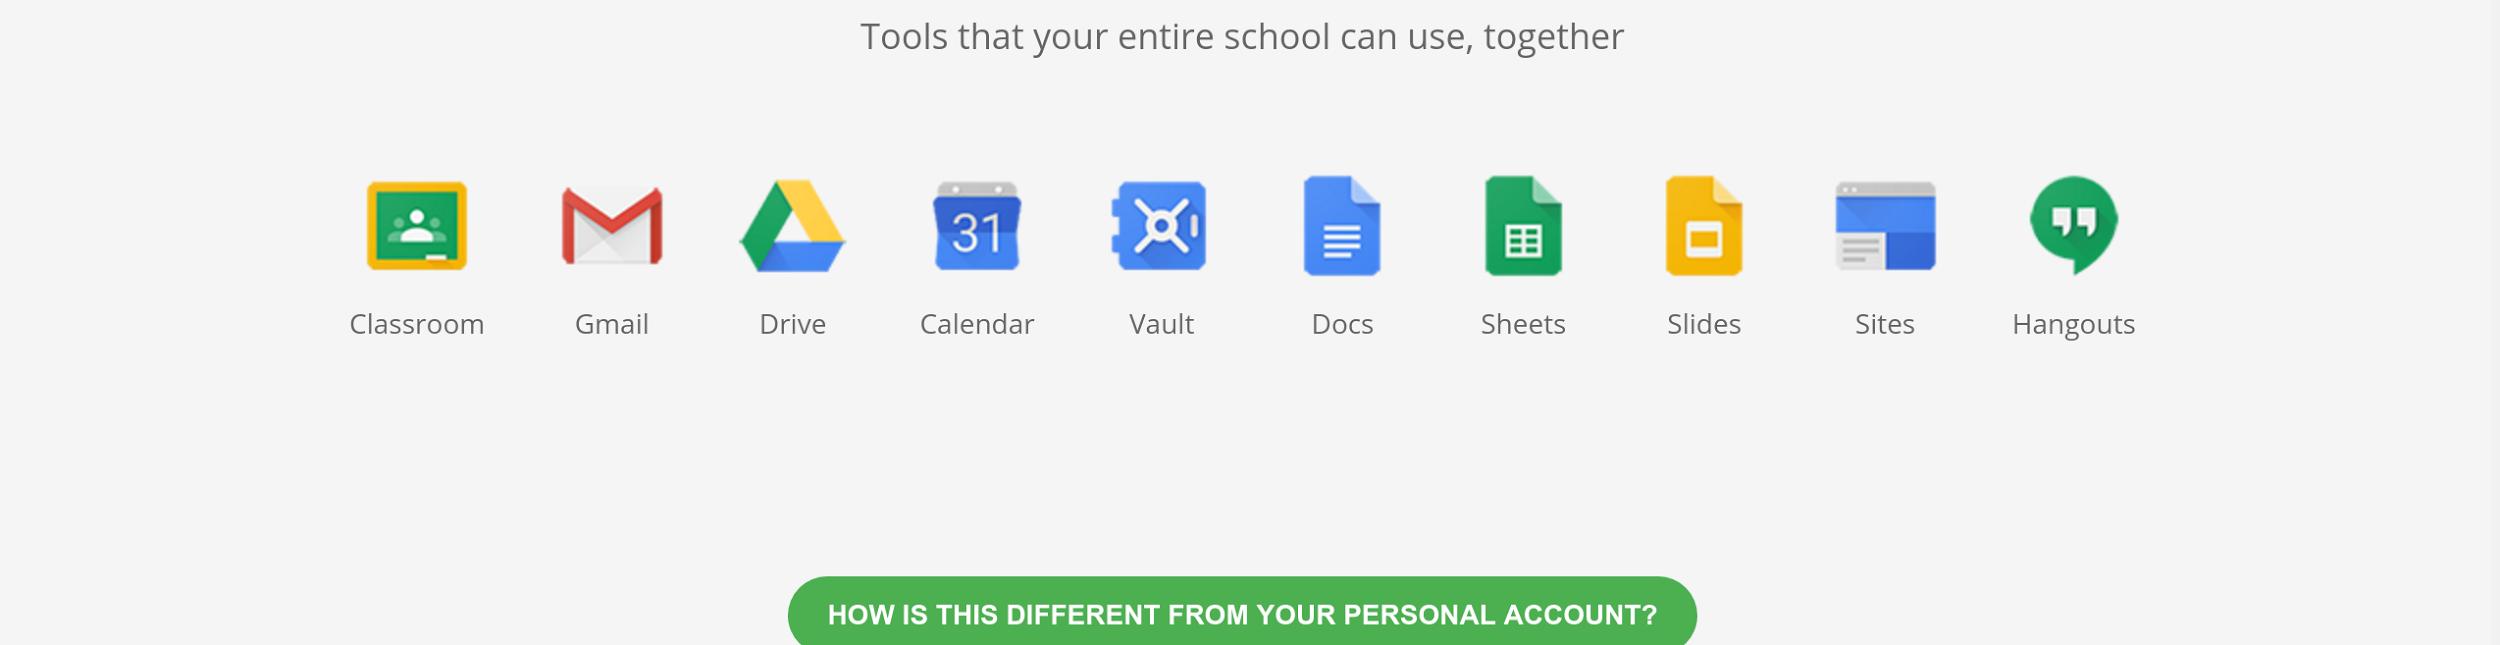 Tools that your entire school can use, together
31
Classroom Gmail Drive Calendar Vault Docs Sheets Slides Sites Hangouts
HOW IS THIS DIFFERENT FROM YOUR PERSONAL ACCOUNT?